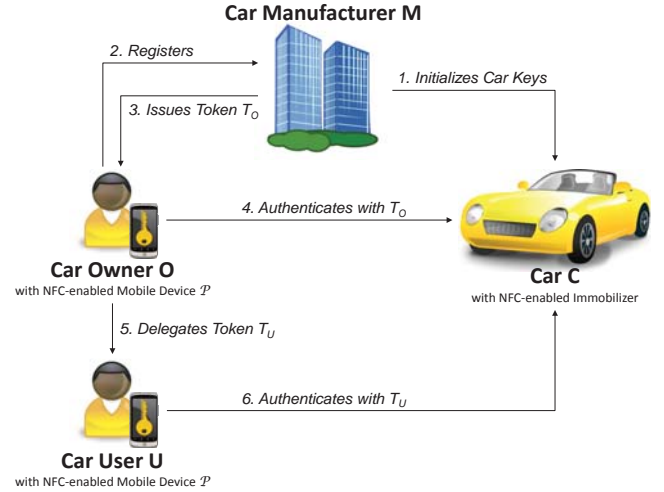 Car Manufacturer M
2. Registers
1. Initializes Car Keys
3. Issues Token T_O
4. Authenticates with T_O
Car Owner O
with NFC-enabled Mobile Device 𝒫
Car C
with NFC-enabled Immobilizer
5. Delegates Token T_U
6. Authenticates with T_U
Car User U
with NFC-enabled Mobile Device 𝒫